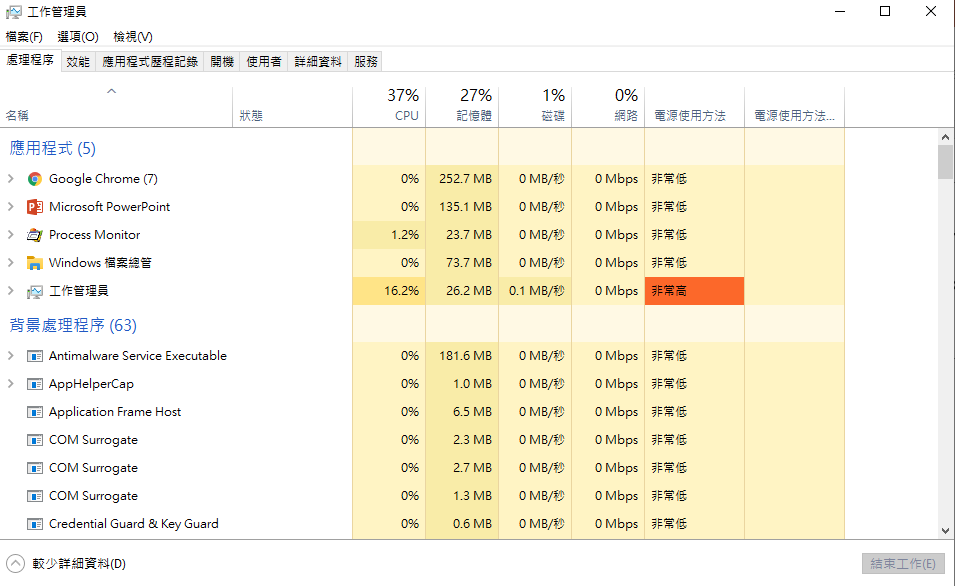 工作管理員
檔案(F) 選項(O) 檢視(V)
處理程序 效能 應用程式歷程記錄 開機 使用者 詳細資料 服務
37% 27% 1% 0%
名稱 狀態 CPU 記憶體 磁碟 網路 電源使用方法 電源使用方法...
應用程式 (5)
Google Chrome (7) 0% 252.7 MB 0 MB/秒 0 Mbps 非常低
Microsoft PowerPoint 0% 135.1 MB 0 MB/秒 0 Mbps 非常低
Process Monitor 1.2% 23.7 MB 0 MB/秒 0 Mbps 非常低
Windows 檔案總管 0% 73.7 MB 0 MB/秒 0 Mbps 非常低
工作管理員 16.2% 26.2 MB 0.1 MB/秒 0 Mbps 非常高
背景處理程序 (63)
Antimalware Service Executable 0% 181.6 MB 0 MB/秒 0 Mbps 非常低
AppHelperCap 0% 1.0 MB 0 MB/秒 0 Mbps 非常低
Application Frame Host 0% 6.5 MB 0 MB/秒 0 Mbps 非常低
COM Surrogate 0% 2.3 MB 0 MB/秒 0 Mbps 非常低
COM Surrogate 0% 2.7 MB 0 MB/秒 0 Mbps 非常低
COM Surrogate 0% 1.3 MB 0 MB/秒 0 Mbps 非常低
Credential Guard & Key Guard 0% 0.6 MB 0 MB/秒 0 Mbps 非常低
較少詳細資料(D) 結束工作(E)